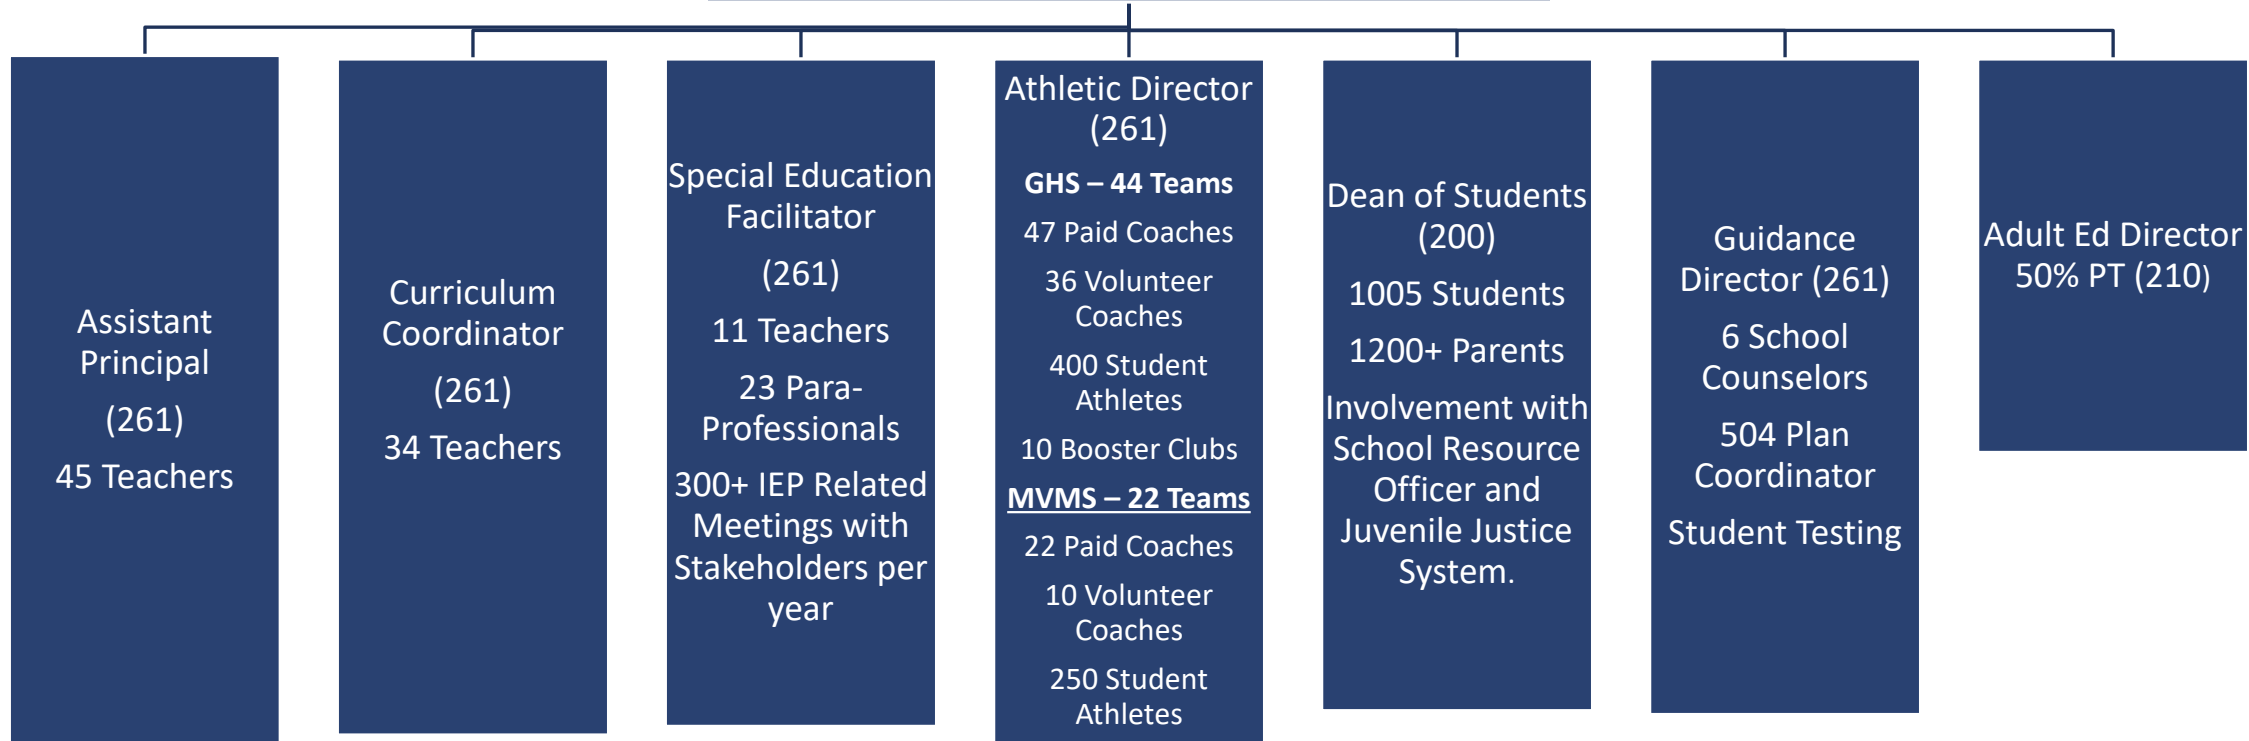 Assistant
Principal
(261)
45 Teachers
Curriculum
Coordinator
(261)
34 Teachers
Special Education
Facilitator
(261)
11 Teachers
23 Para-
Professionals
300+ IEP Related
Meetings with
Stakeholders per
year
Athletic Director
(261)
GHS – 44 Teams
47 Paid Coaches
36 Volunteer
Coaches
400 Student
Athletes
10 Booster Clubs
MVMS – 22 Teams
22 Paid Coaches
10 Volunteer
Coaches
250 Student
Athletes
Dean of Students
(200)
1005 Students
1200+ Parents
Involvement with
School Resource
Officer and
Juvenile Justice
System.
Guidance
Director (261)
6 School
Counselors
504 Plan
Coordinator
Student Testing
Adult Ed Director
50% PT (210)